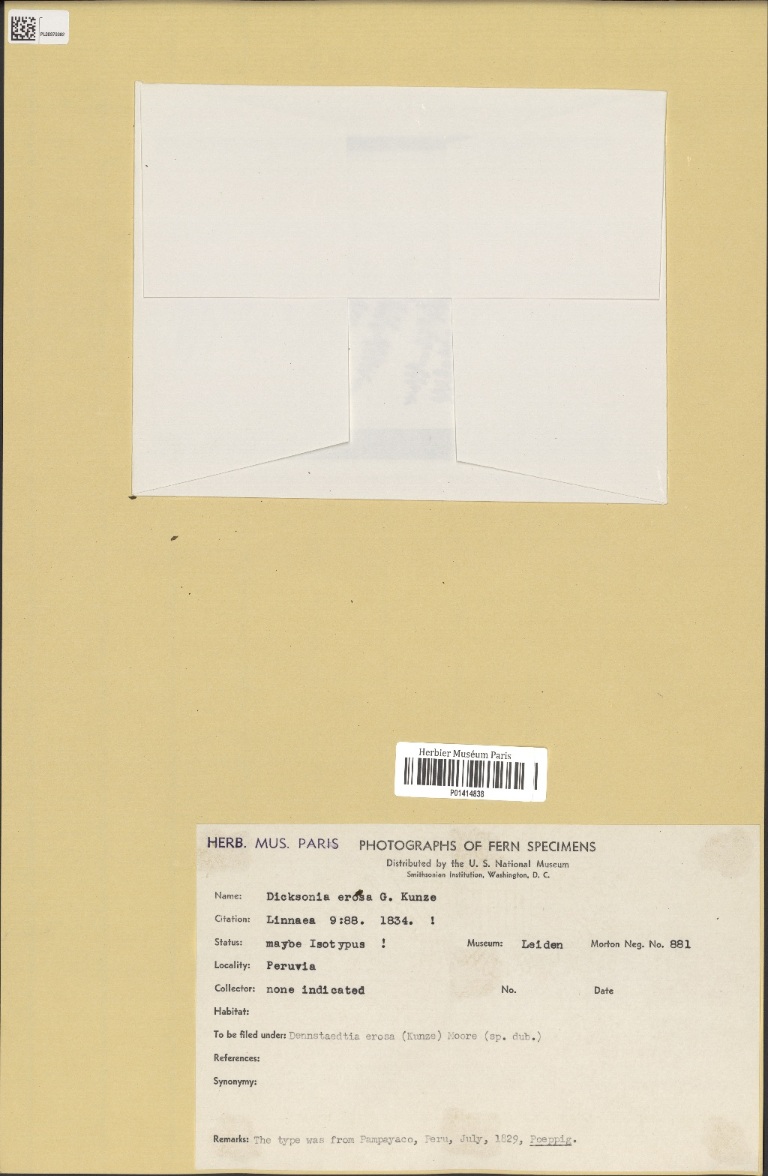 Herbier Muséum Paris
P01414838
HERB. MUS. PARIS PHOTOGRAPHS OF FERN SPECIMENS
Distributed by the U. S. National Museum
Smithsonian Institution, Washington, D. C.
Name: Dicksonia erosa G. Kunze
Citation: Linnaea 9:88. 1834. !
Status: maybe Isotypus ! Museum: Leiden Morton Neg. No. 881
Locality: Peruvia
Collector: none indicated No. Date
Habitat:
To be filed under: Dennstaedtia erosa (Kunze) Moore (sp. dub.)
References:
Synonymy:
Remarks: The type was from Pampayaco, Peru, July, 1829, Poeppig.